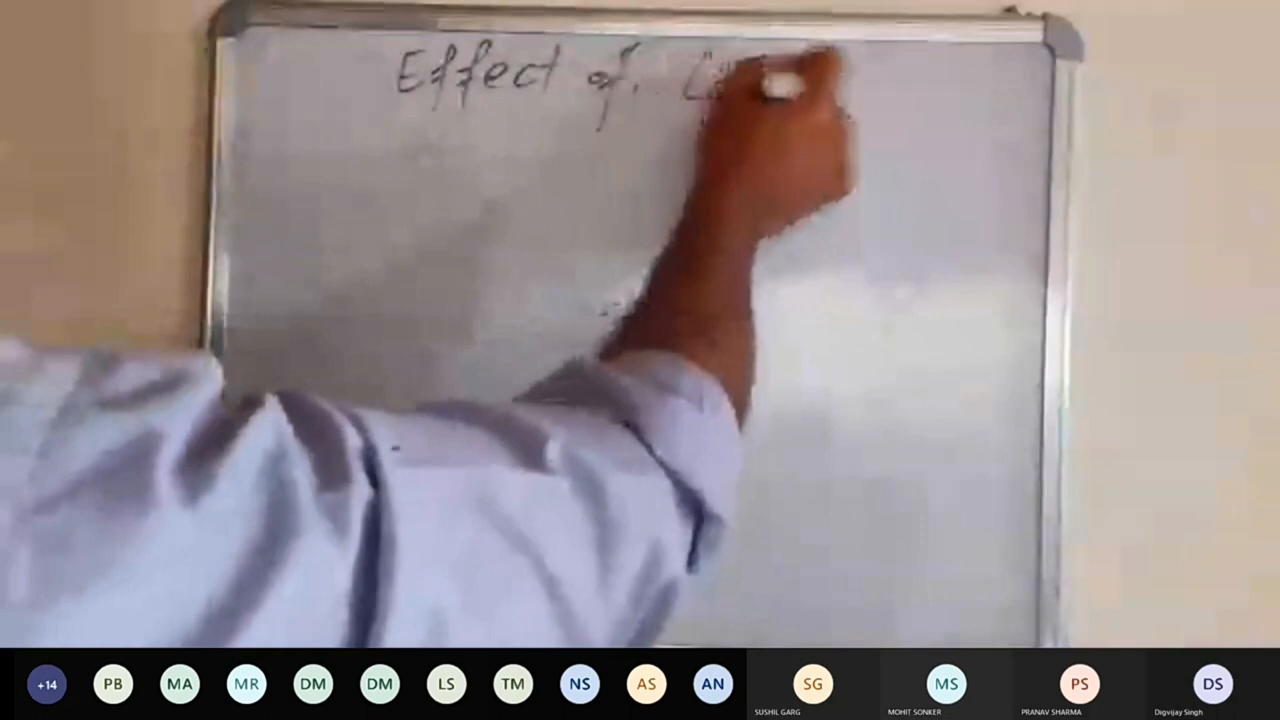 Effect of.
+14 PB MA MR DM DM LS TM NS AS AN SG MS PS DS
SUSHIL GARG MOHIT SONKER PRANAV SHARMA Digvijay Singh